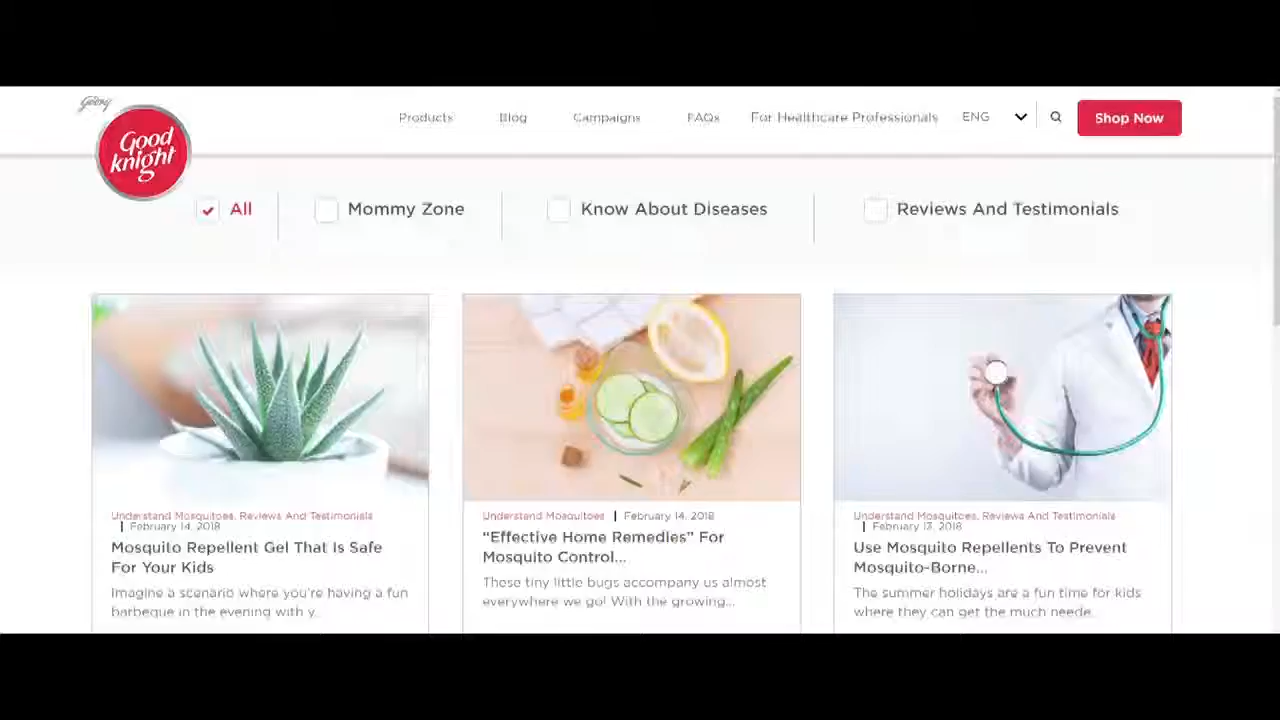 Godrej
Good
knight
Products Blog Campaigns FAQs For Healthcare Professionals ENG Shop Now
All Mommy Zone Know About Diseases Reviews And Testimonials
Understand Mosquitoes, Reviews And Testimonials
| February 14, 2018
Mosquito Repellent Gel That Is Safe
For Your Kids
Imagine a scenario where you're having a fun
barbeque in the evening with y..
Understand Mosquitoes | February 14, 2018
“Effective Home Remedies” For
Mosquito Control...
These tiny little bugs accompany us almost
everywhere we go! With the growing...
Understand Mosquitoes, Reviews And Testimonials
| February 13, 2018
Use Mosquito Repellents To Prevent
Mosquito-Borne...
The summer holidays are a fun time for kids
where they can get the much neede..